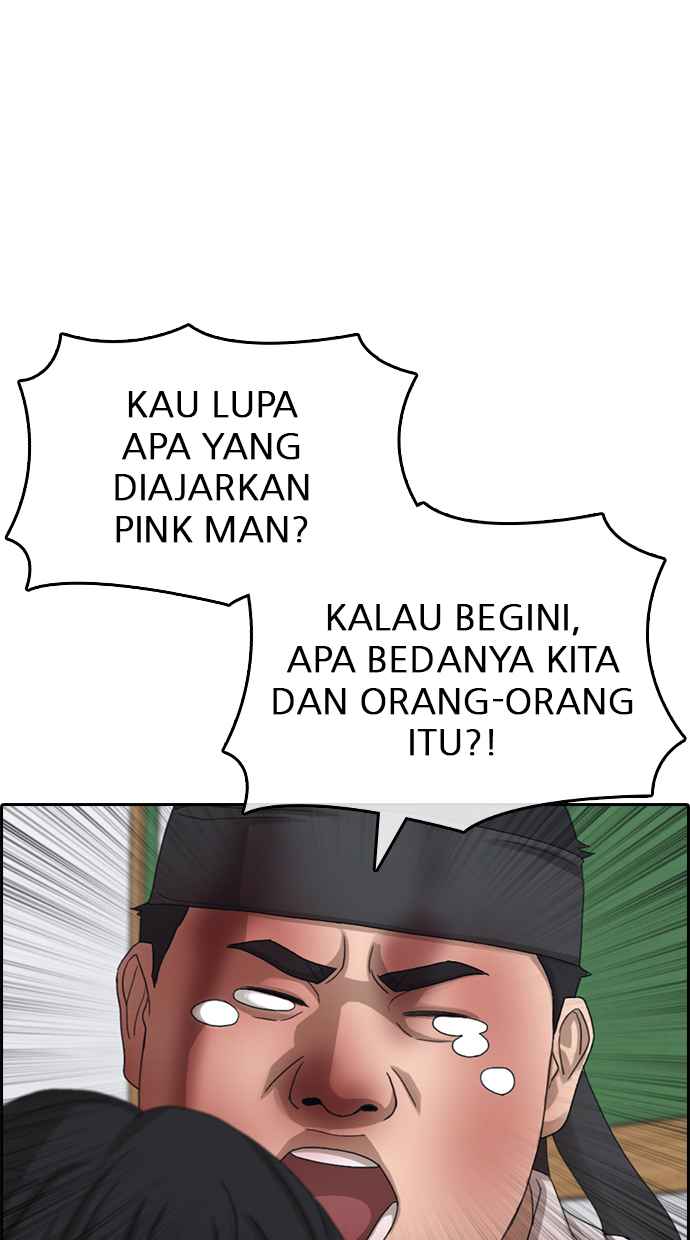 KAU LUPA
APA YANG
DIAJARKAN
PINK MAN?
KALAU BEGINI,
APA BEDANYA KITA
DAN ORANG-ORANG
ITU?!